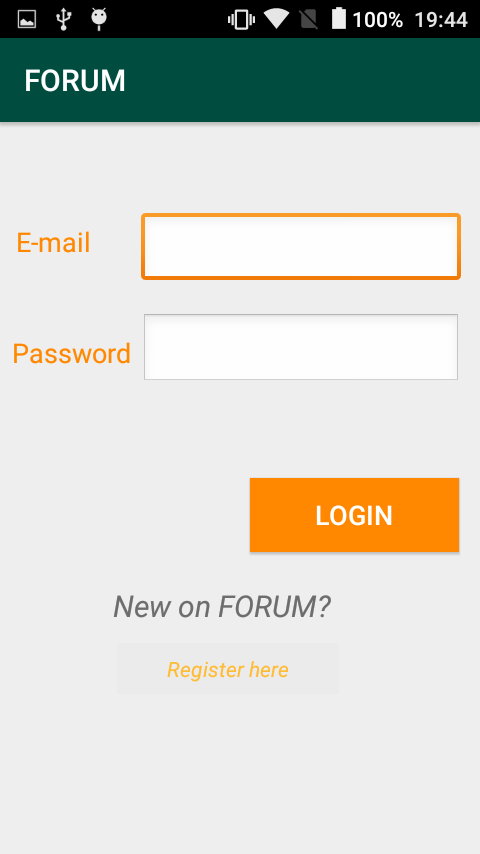 100% 19:44
FORUM
E-mail
Password
LOGIN
New on FORUM?
Register here